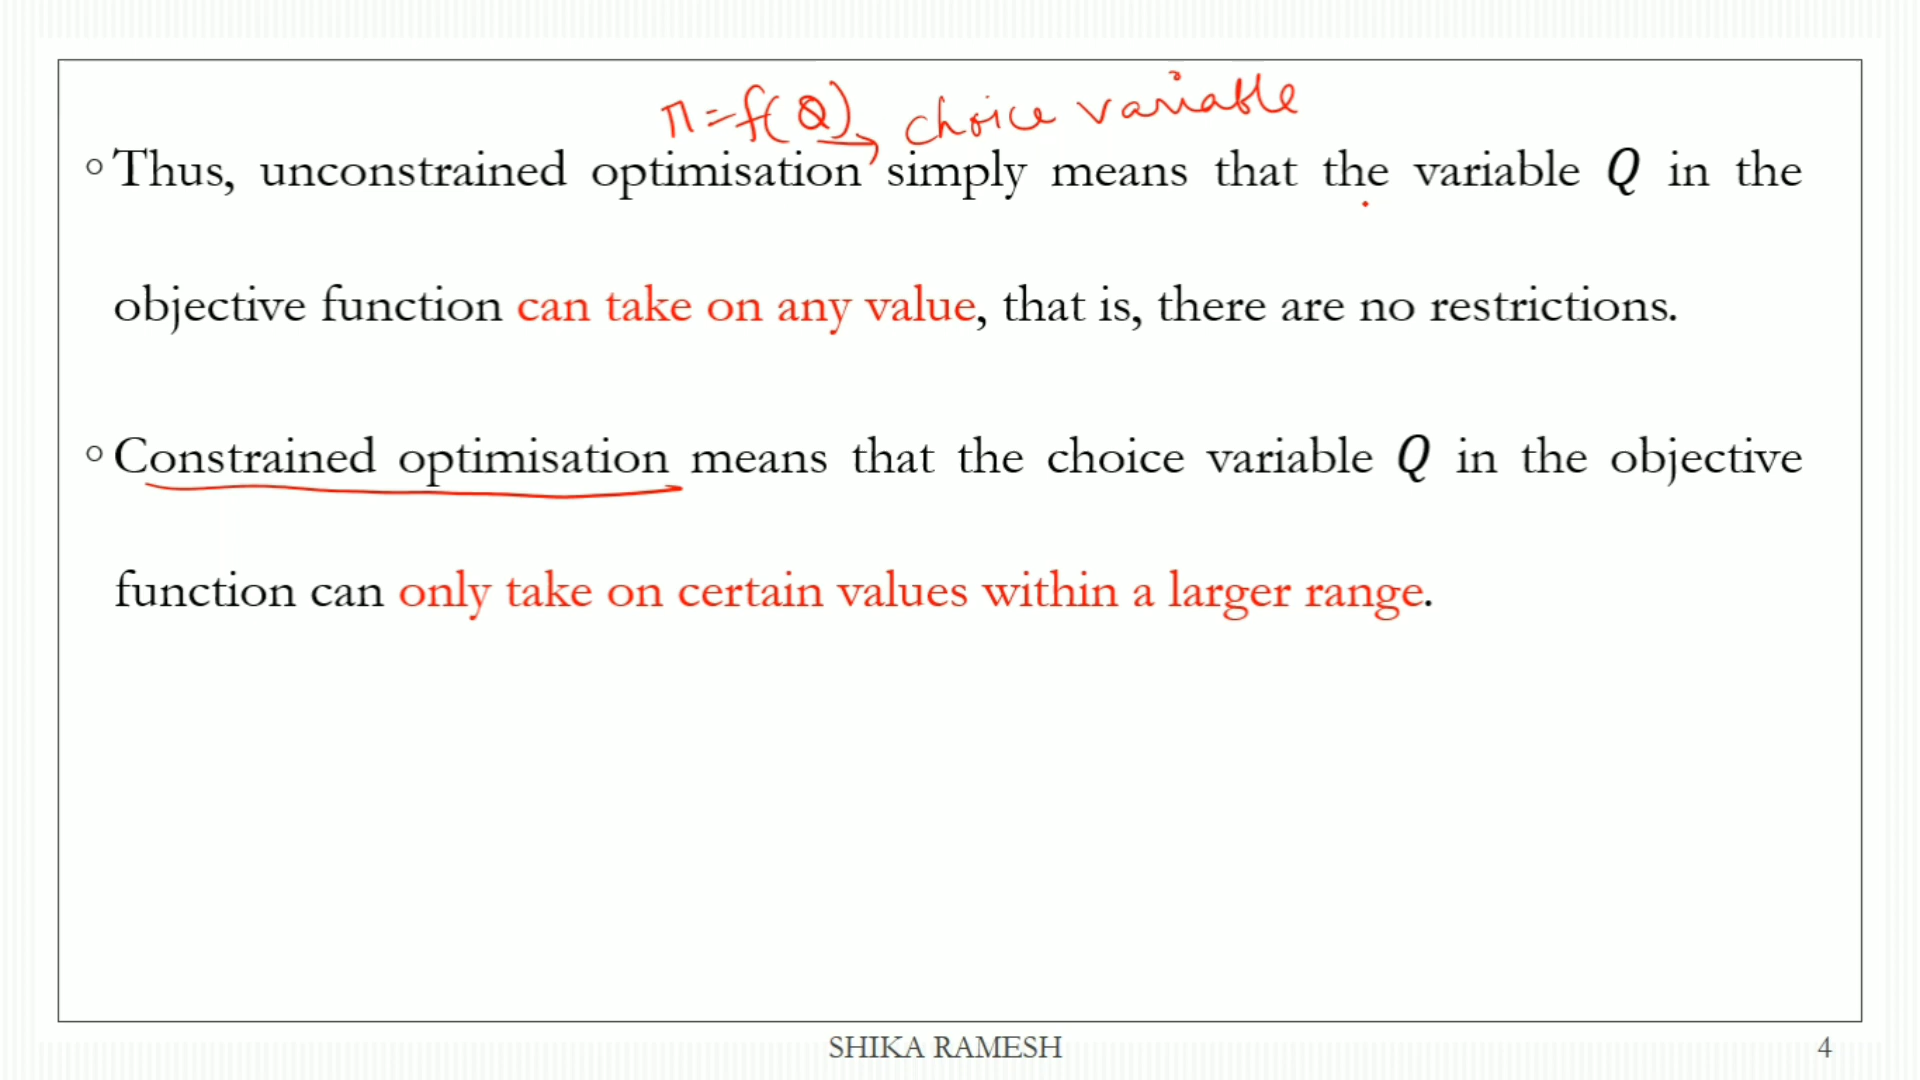 π = f(Q) → choice variable
◦ Thus, unconstrained optimisation simply means that the variable Q in the
objective function can take on any value, that is, there are no restrictions.
◦ Constrained optimisation means that the choice variable Q in the objective
function can only take on certain values within a larger range.
SHIKA RAMESH
4